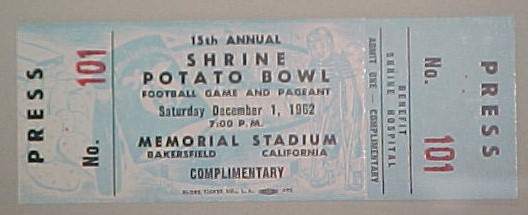 PRESS
No. 101
15th ANNUAL
SHRINE
POTATO BOWL
FOOTBALL GAME AND PAGEANT
Saturday December 1, 1962
7:00 P.M.
MEMORIAL STADIUM
BAKERSFIELD CALIFORNIA
COMPLIMENTARY
ADMIT ONE — COMPLIMENTARY
BENEFIT
SHRINE HOSPITAL
No. 101
PRESS